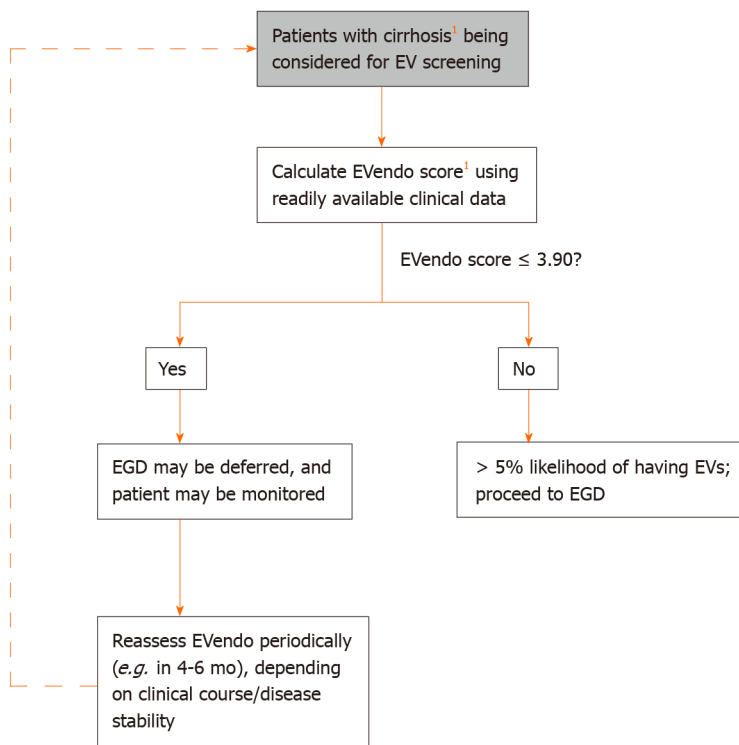 Patients with cirrhosis¹ being
considered for EV screening
Calculate EVendo score¹ using
readily available clinical data
EVendo score ≤ 3.90?
Yes
No
EGD may be deferred, and
patient may be monitored
> 5% likelihood of having EVs;
proceed to EGD
Reassess EVendo periodically
(e.g. in 4-6 mo), depending
on clinical course/disease
stability